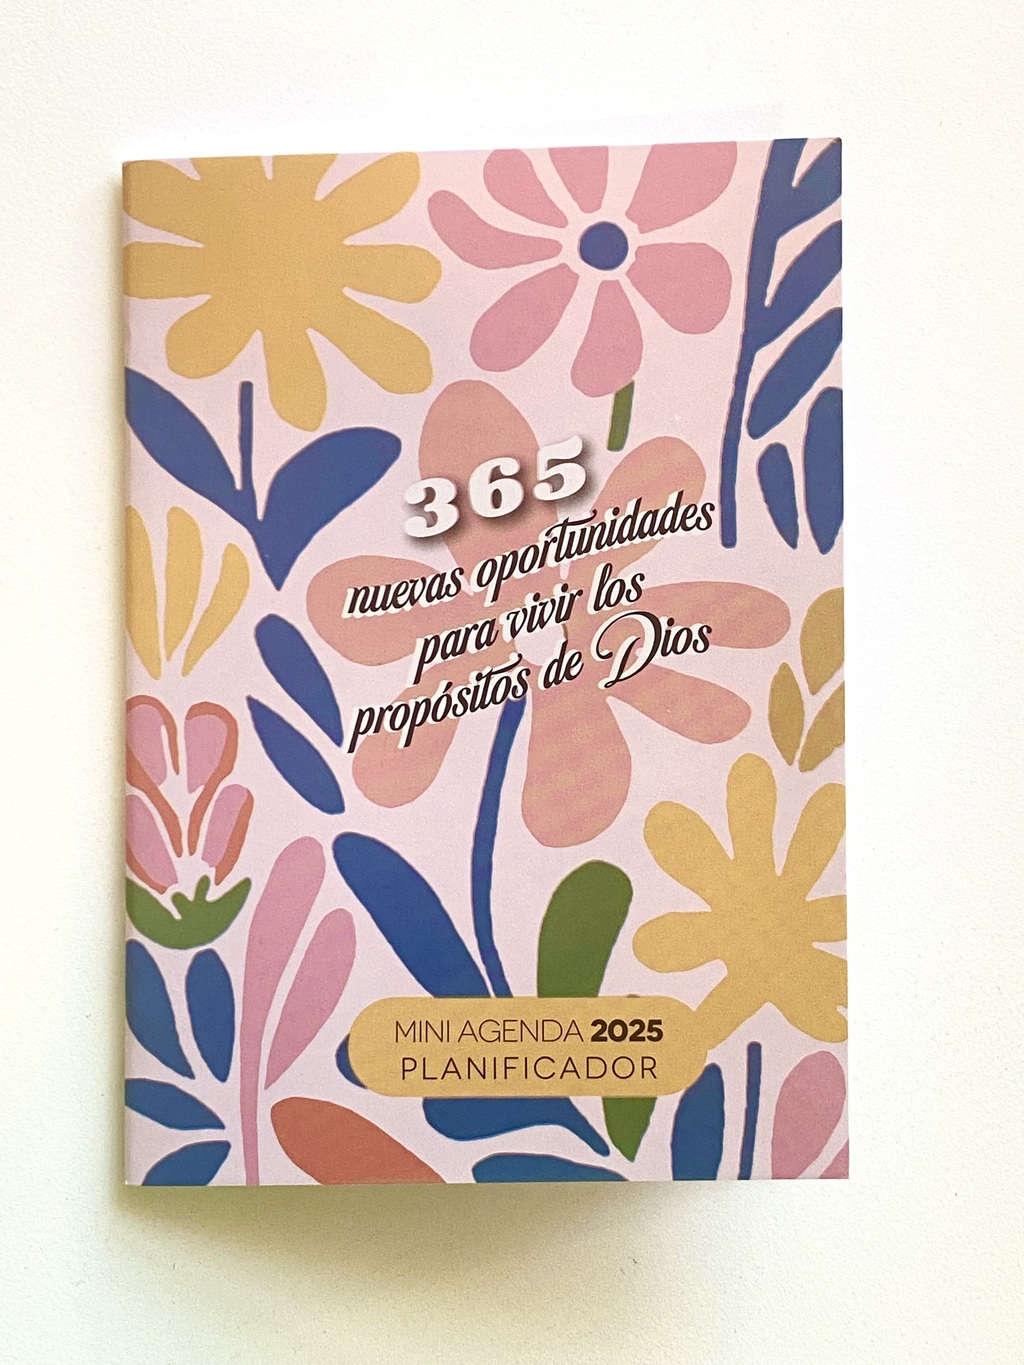 365
nuevas oportunidades
para vivir los
propósitos de Dios
MINI AGENDA 2025
PLANIFICADOR